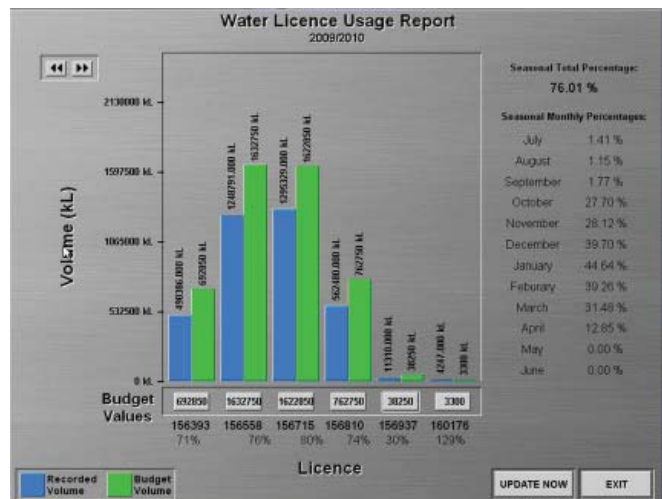 Water Licence Usage Report
2009/2010
Seasonal Total Percentage:
76.01 %
Seasonal Monthly Percentages:
July 1.41 %
August 1.15 %
September 1.77 %
October 27.70 %
November 28.12 %
December 39.70 %
January 44.64 %
Feburary 39.26 %
March 31.48 %
April 12.85 %
May 0.00 %
June 0.00 %
Volume (kL)
2130000 kL
1597500 kL
1065000 kL
532500 kL
0 kL
490386.000 kL
692850 kL
1248791.000 kL
1632750 kL
1295329.000 kL
1622050 kL
562480.000 kL
762750 kL
11310.000 kL
38250 kL
4247.000 kL
3300 kL
Budget Values
692850 1632750 1622050 762750 38250 3300
156393 156558 156715 156810 156937 160176
71% 76% 80% 74% 30% 129%
Licence
Recorded Volume
Budget Volume
UPDATE NOW
EXIT